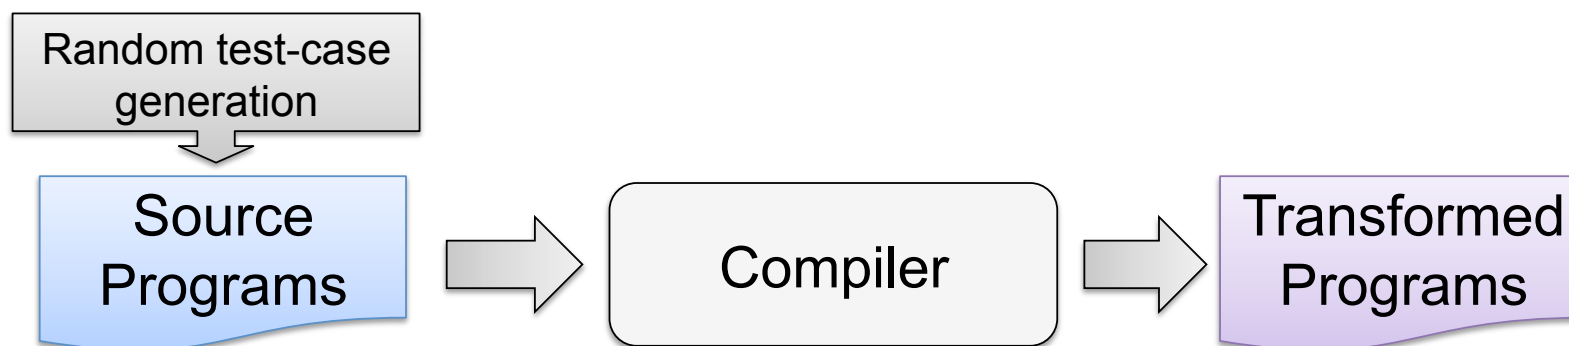 Random test-case
generation
Source
Programs
Compiler
Transformed
Programs